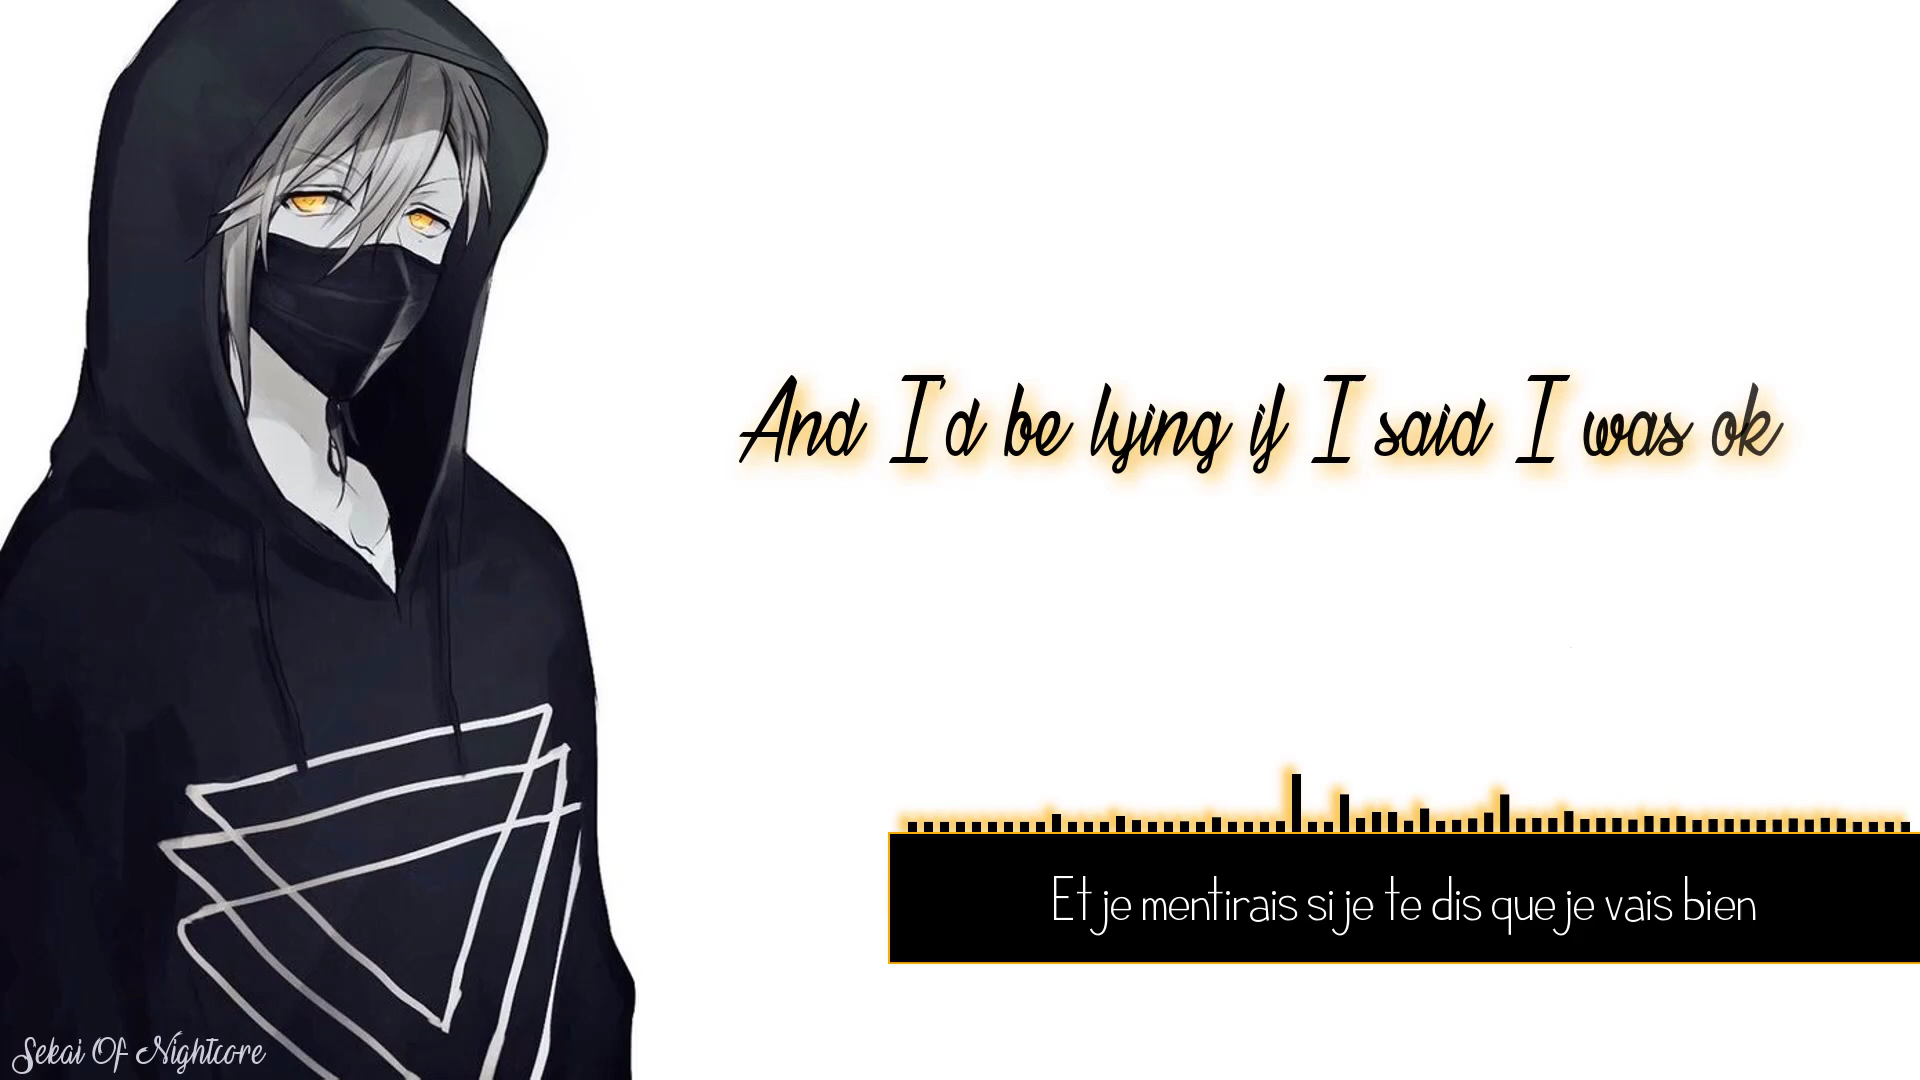 And I'd be lying if I said I was ok
Et je mentirais si je te dis que je vais bien
Sekai Of Nightcore